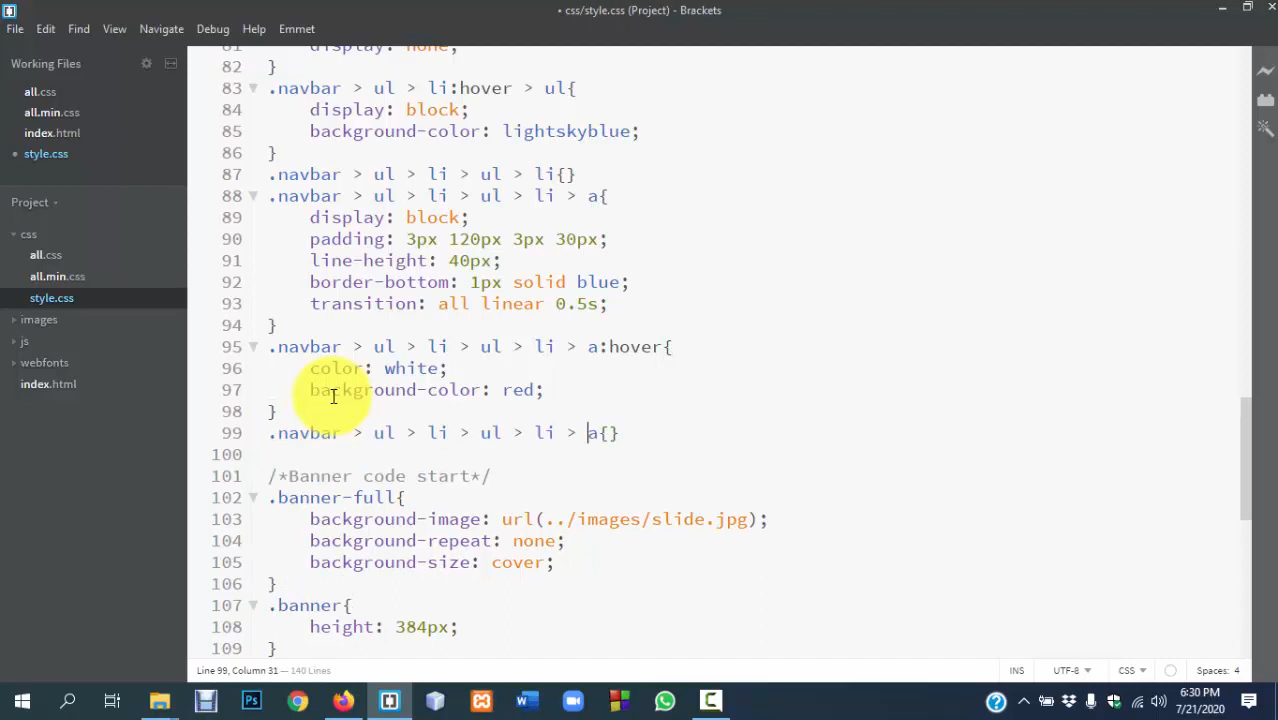 • css/style.css (Project) - Brackets
File Edit Find View Navigate Debug Help Emmet
Working Files
all.css
all.min.css
index.html
• style.css
Project
css
all.css
all.min.css
style.css
images
js
webfonts
index.html
81 display: none;
82 }
83 .navbar > ul > li:hover > ul{
84 display: block;
85 background-color: lightskyblue;
86 }
87 .navbar > ul > li > ul > li{}
88 .navbar > ul > li > ul > li > a{
89 display: block;
90 padding: 3px 120px 3px 30px;
91 line-height: 40px;
92 border-bottom: 1px solid blue;
93 transition: all linear 0.5s;
94 }
95 .navbar > ul > li > ul > li > a:hover{
96 color: white;
97 background-color: red;
98 }
99 .navbar > ul > li > ul > li > a{}
100
101 /*Banner code start*/
102 .banner-full{
103 background-image: url(../images/slide.jpg);
104 background-repeat: none;
105 background-size: cover;
106 }
107 .banner{
108 height: 384px;
109 }
Line 99, Column 31 — 140 Lines
INS UTF-8 CSS Spaces: 4
6:30 PM
7/21/2020